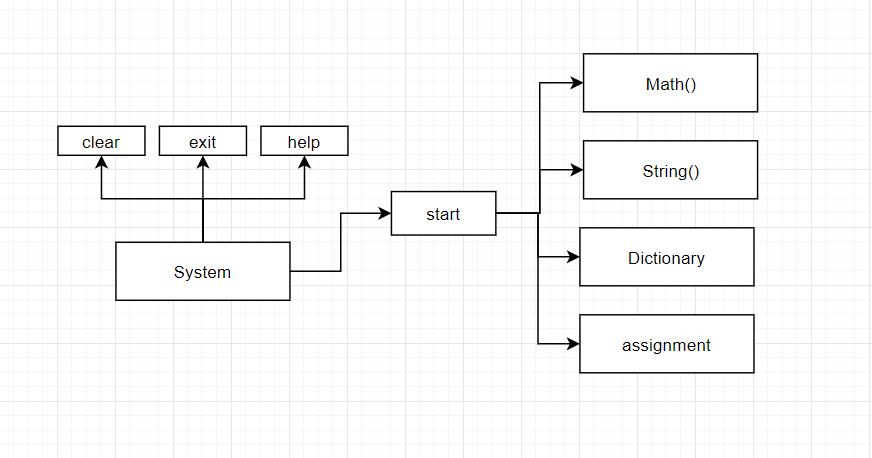 Math()
clear
exit
help
String()
start
Dictionary
System
assignment